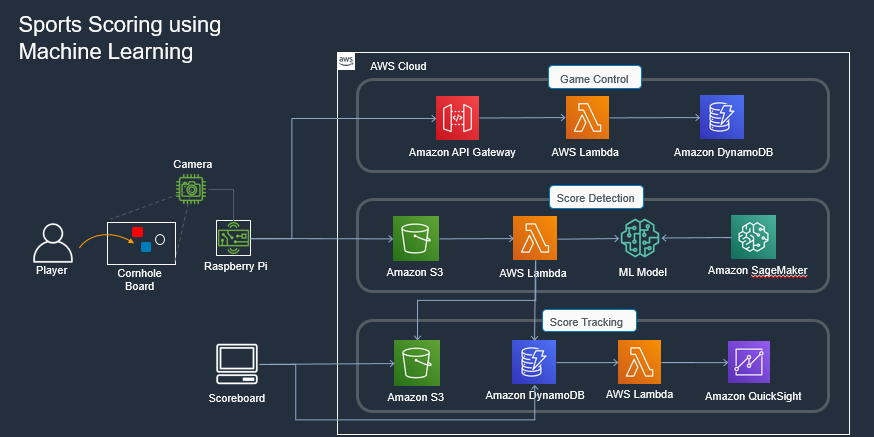 Sports Scoring using
Machine Learning
aws
AWS Cloud
Game Control
Amazon API Gateway
AWS Lambda
Amazon DynamoDB
Camera
Score Detection
Player
Cornhole
Board
Raspberry Pi
Amazon S3
AWS Lambda
ML Model
Amazon SageMaker
Score Tracking
Scoreboard
Amazon S3
Amazon DynamoDB
AWS Lambda
Amazon QuickSight